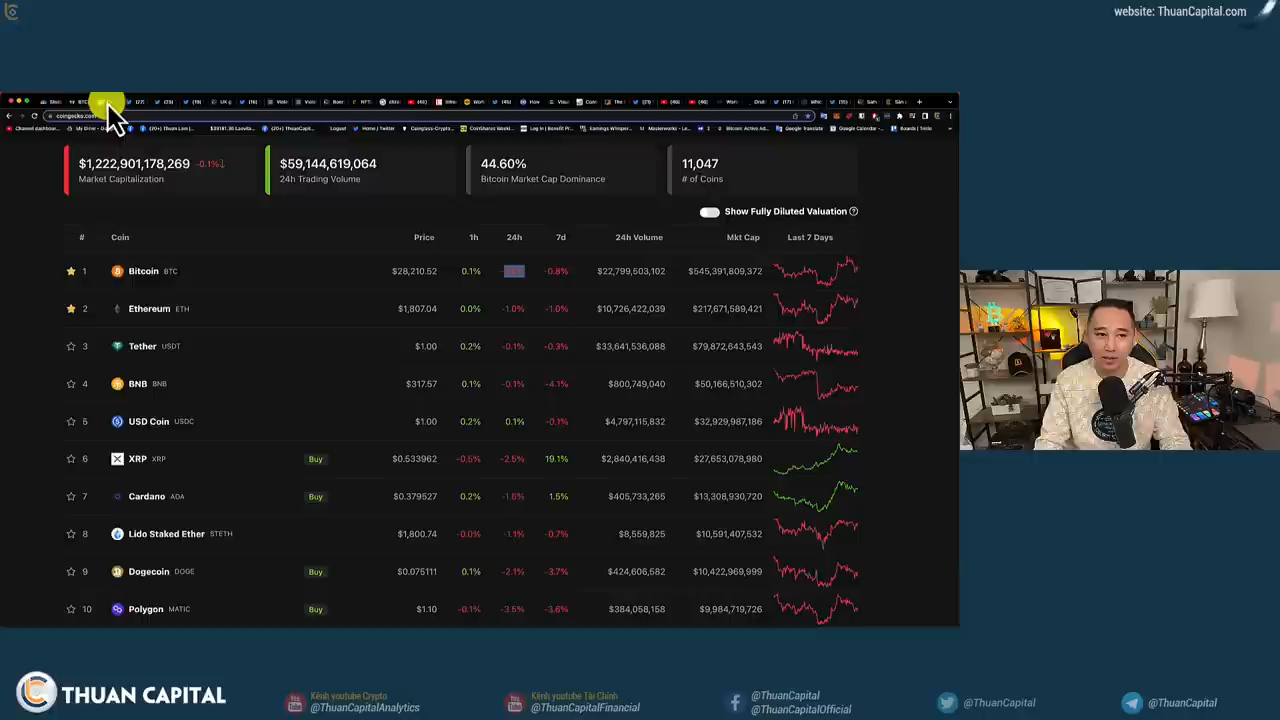 website: ThuanCapital.com
coingecko.com
$1,222,901,178,269 -0.1%↓ $59,144,619,064 44.60% 11,047
Market Capitalization 24h Trading Volume Bitcoin Market Cap Dominance # of Coins
Show Fully Diluted Valuation
# Coin Price 1h 24h 7d 24h Volume Mkt Cap Last 7 Days
1 Bitcoin BTC $28,210.52 0.1% -0.8% $22,799,503,102 $545,391,809,372
2 Ethereum ETH $1,807.04 0.0% -1.0% -1.0% $10,726,422,039 $217,671,589,421
3 Tether USDT $1.00 0.2% -0.1% -0.3% $33,641,536,088 $79,872,643,543
4 BNB BNB $317.57 0.1% -0.1% -4.1% $800,749,040 $50,166,510,302
5 USD Coin USDC $1.00 0.2% 0.1% -0.1% $4,797,115,832 $32,929,987,186
6 XRP XRP Buy $0.533962 -0.5% -2.5% 19.1% $2,840,416,438 $27,653,078,980
7 Cardano ADA Buy $0.379527 0.2% -1.6% 1.5% $405,733,265 $13,308,930,720
8 Lido Staked Ether STETH $1,800.74 -0.0% -1.1% -0.7% $8,559,825 $10,591,407,532
9 Dogecoin DOGE Buy $0.075111 0.1% -2.1% -3.7% $424,606,582 $10,422,969,999
10 Polygon MATIC Buy $1.10 -0.1% -3.5% -3.6% $384,058,158 $9,984,719,726
THUAN CAPITAL
Kênh youtube Crypto
@ThuanCapitalAnalytics
Kênh youtube Tài Chính
@ThuanCapitalFinancial
@ThuanCapital
@ThuanCapitalOfficial
@ThuanCapital
@ThuanCapital